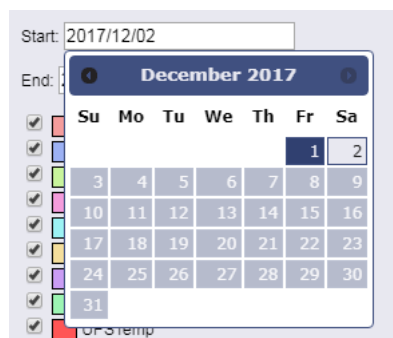 Start: 2017/12/02
End:
December 2017
Su Mo Tu We Th Fr Sa
1 2
3 4 5 6 7 8 9
10 11 12 13 14 15 16
17 18 19 20 21 22 23
24 25 26 27 28 29 30
31